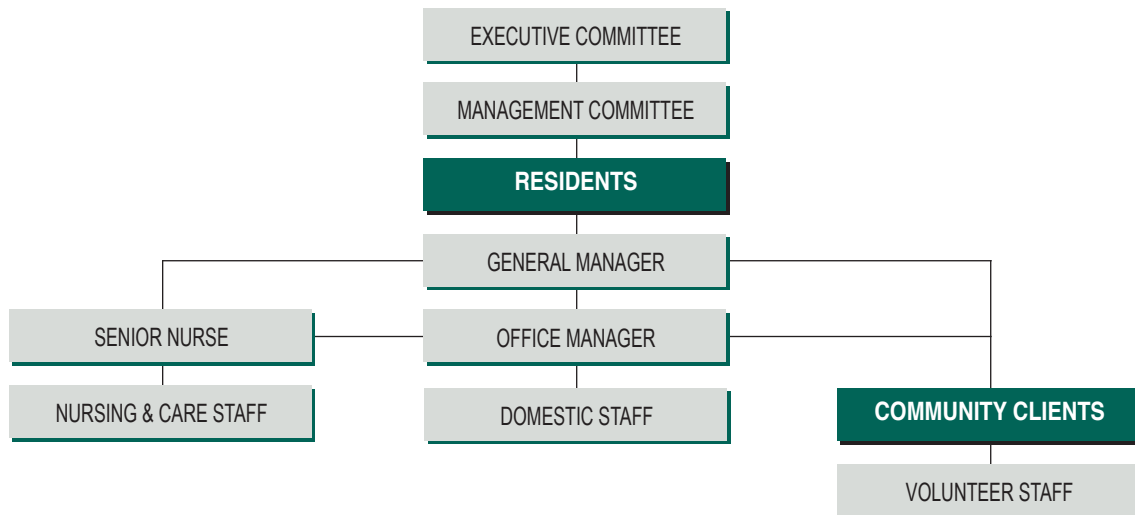 EXECUTIVE COMMITTEE
MANAGEMENT COMMITTEE
RESIDENTS
GENERAL MANAGER
SENIOR NURSE
OFFICE MANAGER
NURSING & CARE STAFF
DOMESTIC STAFF
COMMUNITY CLIENTS
VOLUNTEER STAFF